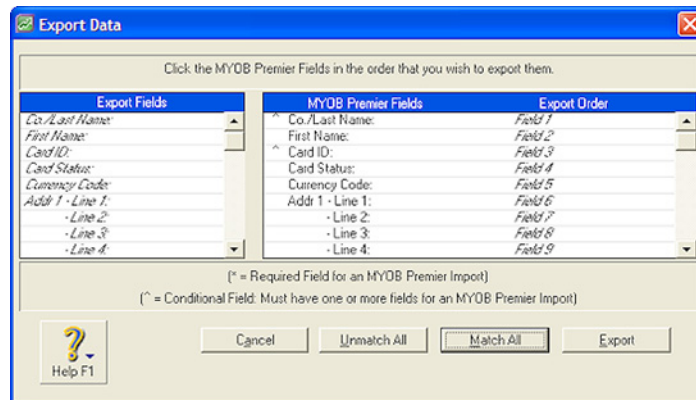 Export Data
Click the MYOB Premier Fields in the order that you wish to export them.
Export Fields
Co./Last Name:
First Name:
Card ID:
Card Status:
Currency Code:
Addr 1 - Line 1:
- Line 2:
- Line 3:
- Line 4:
MYOB Premier Fields Export Order
^ Co./Last Name: Field 1
First Name: Field 2
^ Card ID: Field 3
Card Status: Field 4
Currency Code: Field 5
Addr 1 - Line 1: Field 6
- Line 2: Field 7
- Line 3: Field 8
- Line 4: Field 9
(* = Required Field for an MYOB Premier Import)
(^ = Conditional Field: Must have one or more fields for an MYOB Premier Import)
Help F1
Cancel Unmatch All Match All Export